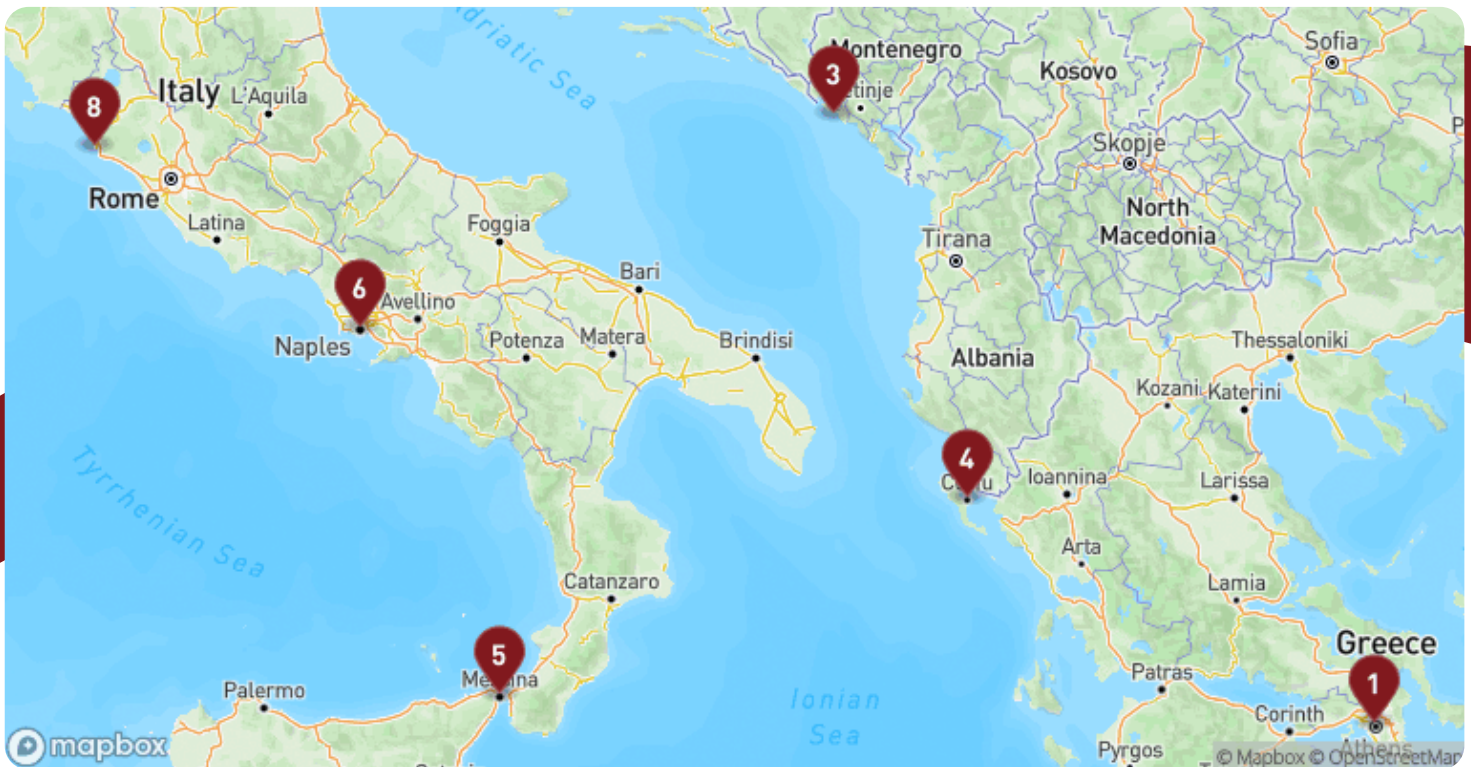 Adriatic Sea
Montenegro
Sofia
3
Kosovo
8
Italy
L'Aquila
Skopje
Rome
North
Macedonia
Latina
Foggia
Tirana
Bari
6
Avellino
Naples
Potenza
Matera
Brindisi
Albania
Thessaloniki
Kozani
Katerini
4
Ioannina
Larissa
Tyrrhenian Sea
Arta
Catanzaro
Lamia
5
Greece
Palermo
Patras
1
Ionian
Sea
Corinth
Pyrgos
Athens
mapbox
© Mapbox © OpenStreetMap